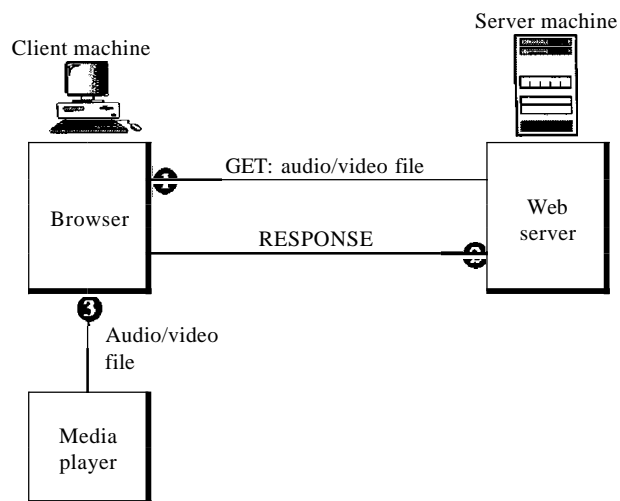 Server machine
Client machine
GET: audio/video file
Browser
Web
server
RESPONSE
3
Audio/video
file
Media
player